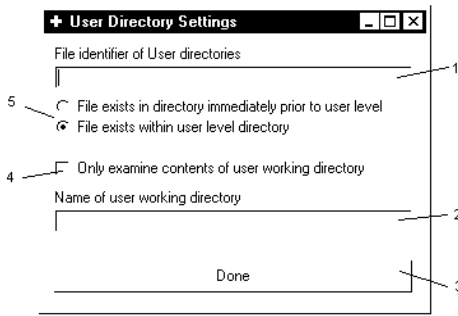 User Directory Settings
File identifier of User directories
1
5
File exists in directory immediately prior to user level
File exists within user level directory
4
Only examine contents of user working directory
Name of user working directory
2
Done
3